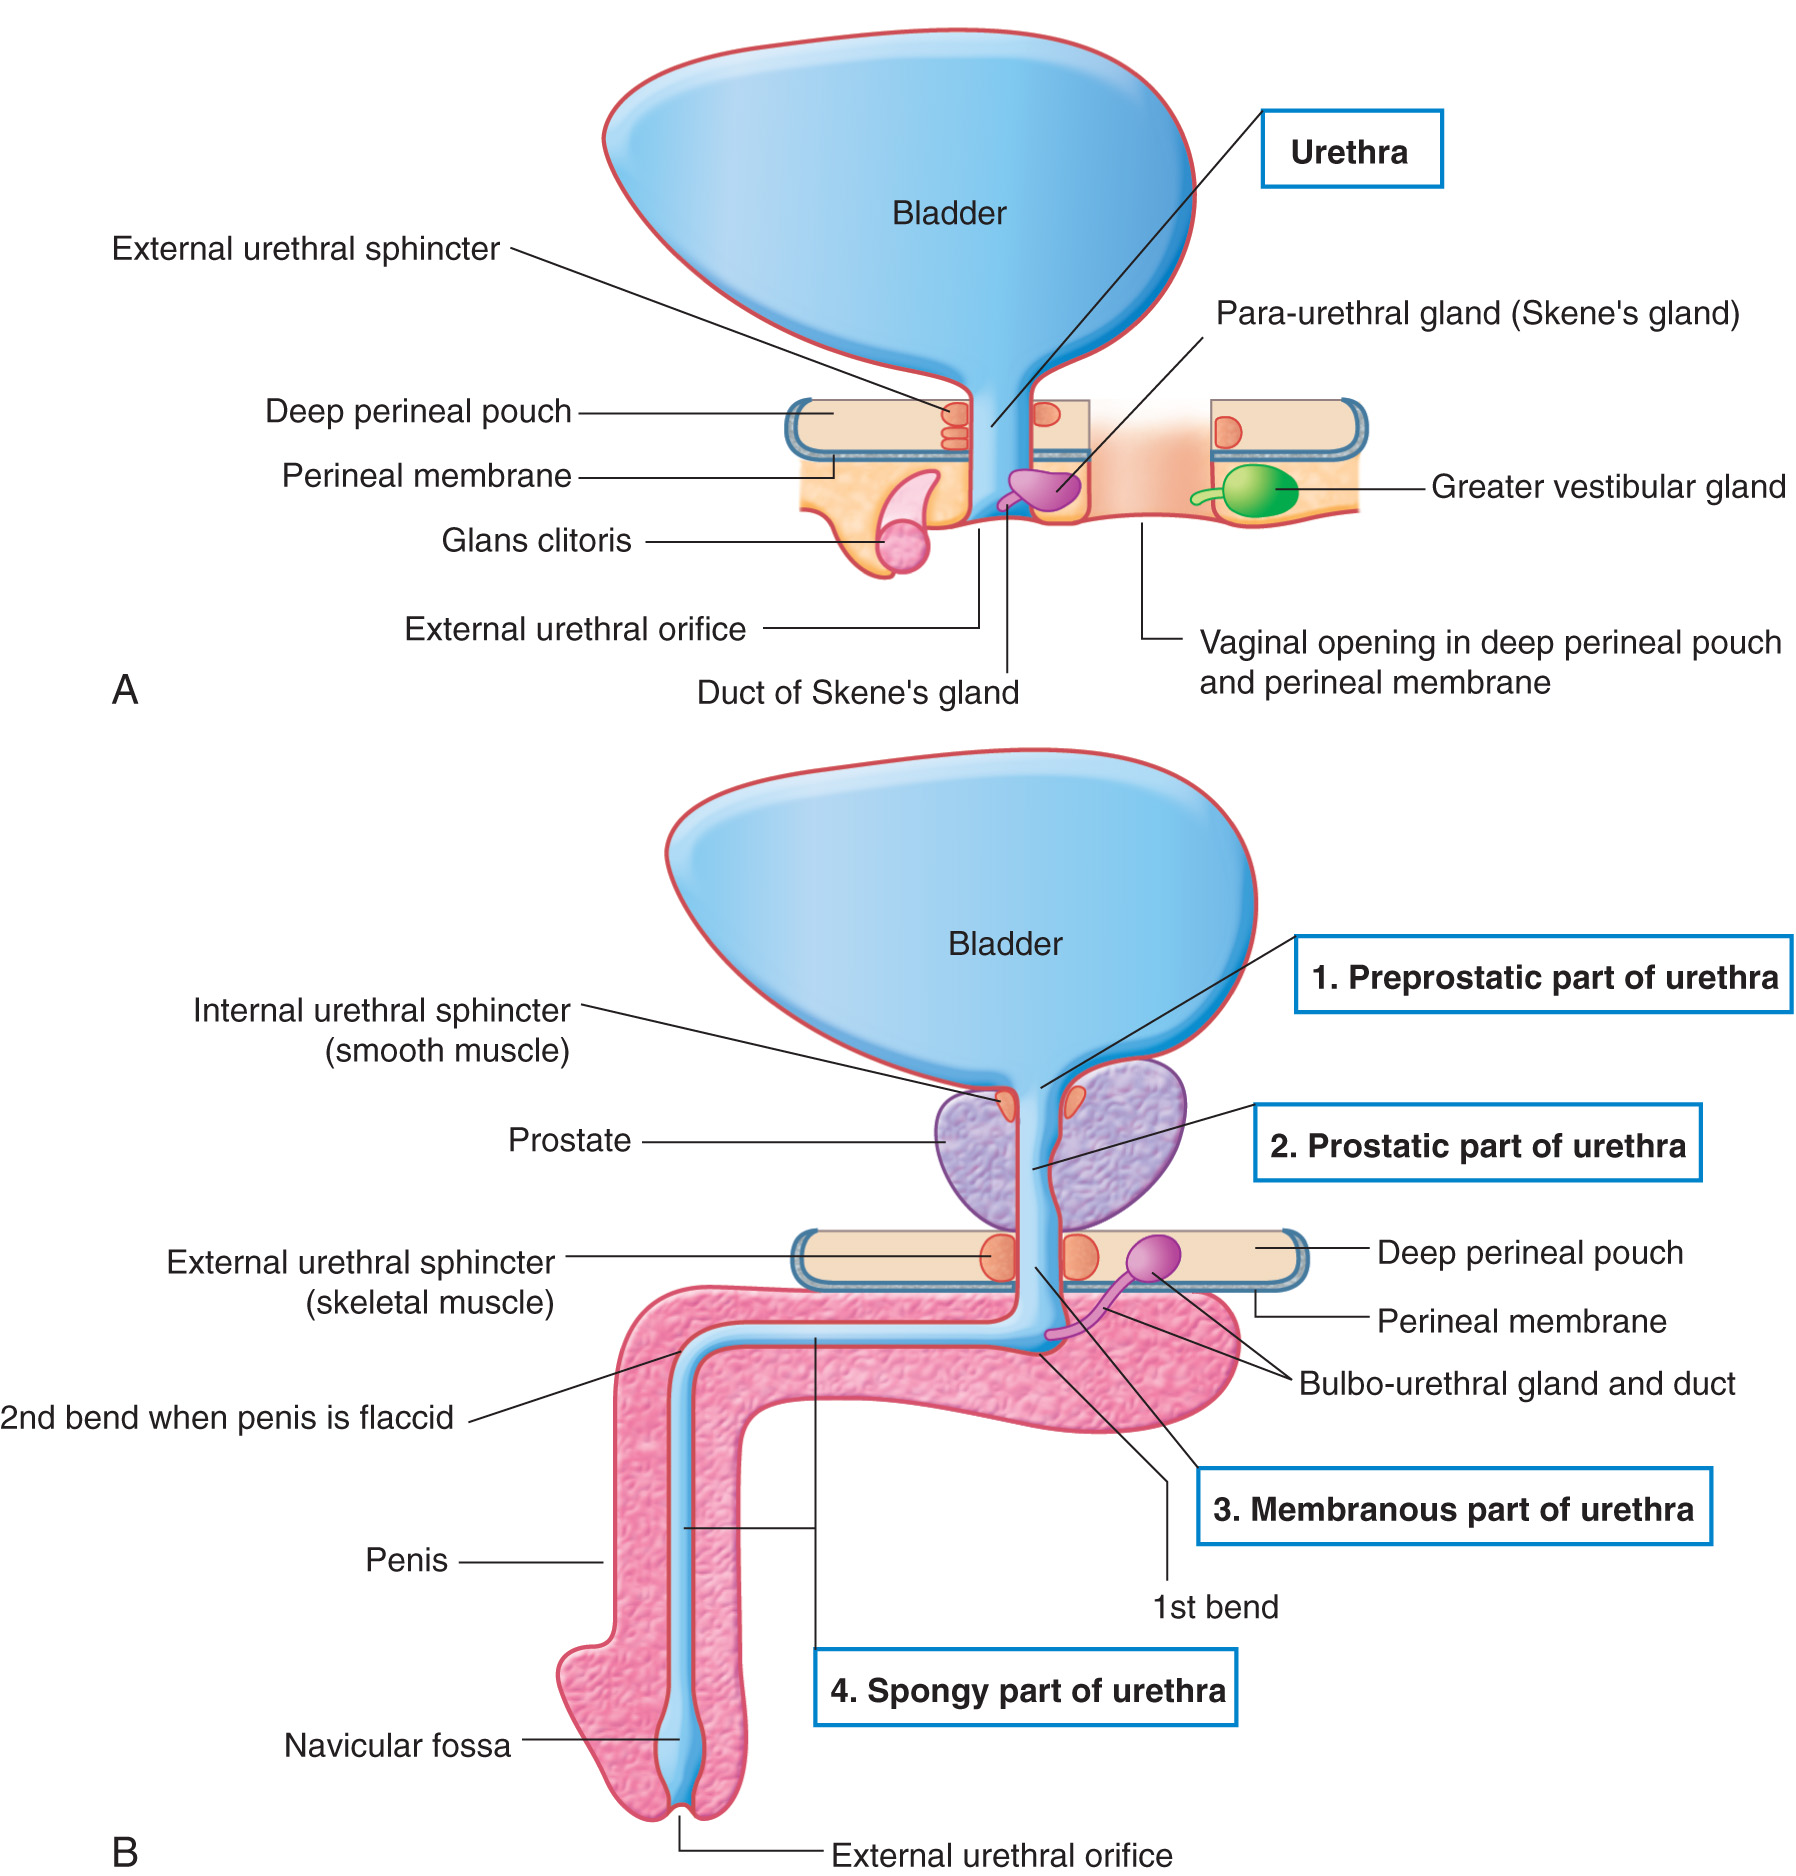 Urethra
Bladder
External urethral sphincter
Para-urethral gland (Skene's gland)
Deep perineal pouch
Perineal membrane
Greater vestibular gland
Glans clitoris
External urethral orifice
Vaginal opening in deep perineal pouch
and perineal membrane
Duct of Skene's gland
A
Bladder
1. Preprostatic part of urethra
Internal urethral sphincter
(smooth muscle)
Prostate
2. Prostatic part of urethra
External urethral sphincter
(skeletal muscle)
Deep perineal pouch
Perineal membrane
Bulbo-urethral gland and duct
2nd bend when penis is flaccid
3. Membranous part of urethra
Penis
1st bend
4. Spongy part of urethra
Navicular fossa
External urethral orifice
B